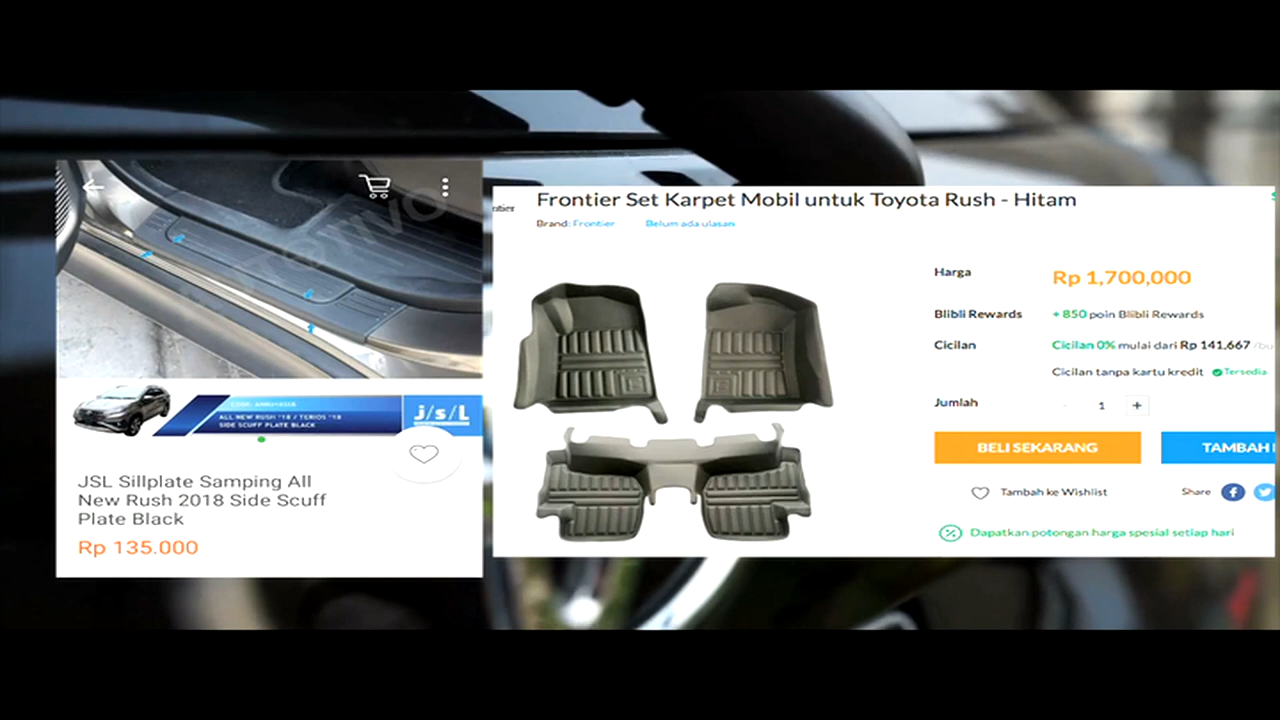 JSL Sillplate Samping All
New Rush 2018 Side Scuff
Plate Black
Rp 135.000
ALL NEW RUSH '18 / TERIOS '18
SIDE SCUFF PLATE BLACK
j/s/L
Frontier Set Karpet Mobil untuk Toyota Rush - Hitam
Brand: Frontier
Belum ada ulasan
Harga
Rp 1,700,000
Blibli Rewards
+ 850 poin Blibli Rewards
Cicilan
Cicilan 0% mulai dari Rp 141,667
Cicilan tanpa kartu kredit
Tersedia
Jumlah
1
+
BELI SEKARANG
TAMBAH
Tambah ke Wishlist
Share
Dapatkan potongan harga spesial setiap hari